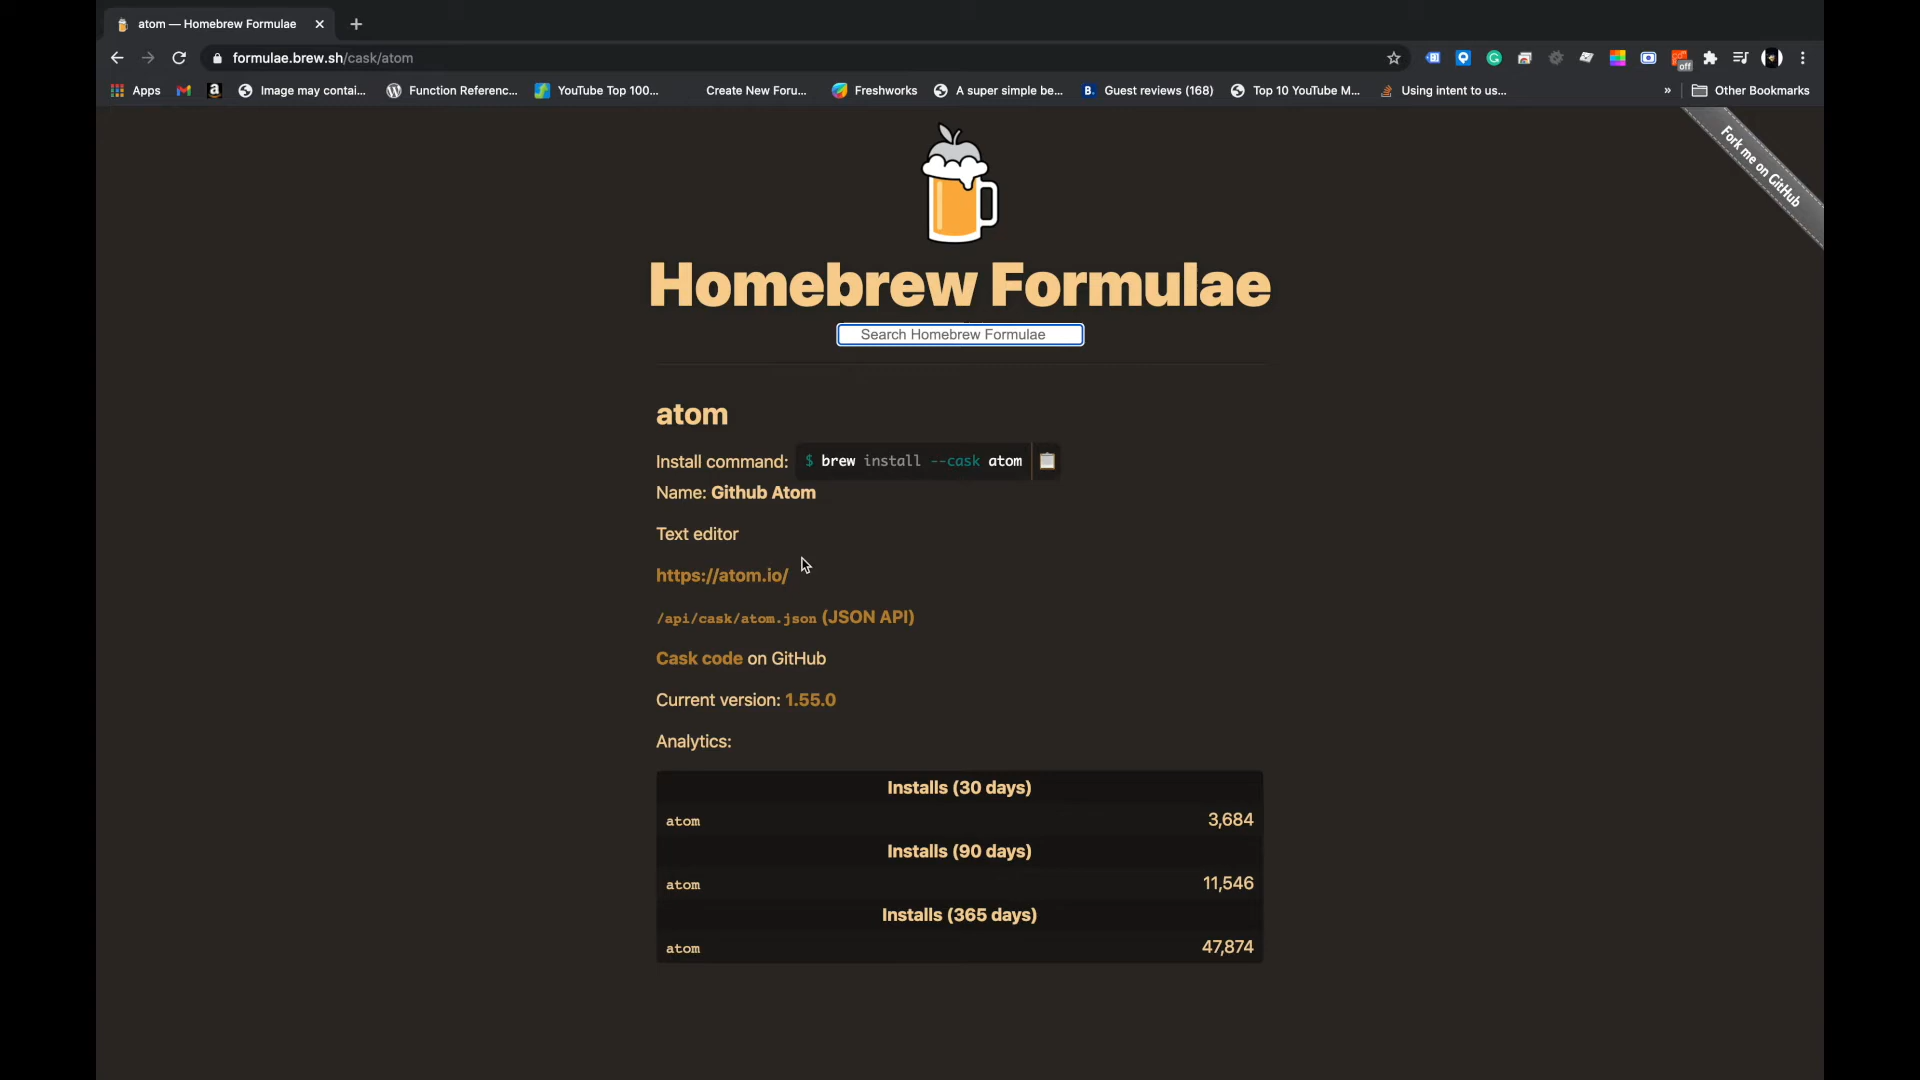 atom — Homebrew Formulae
formulae.brew.sh/cask/atom
off
Apps
Image may contai...
Function Referenc...
YouTube Top 100...
Create New Foru...
Freshworks
A super simple be...
B.
Guest reviews (168)
Top 10 YouTube M...
Using intent to us...
»
Other Bookmarks
Fork me on GitHub
Homebrew Formulae
Search Homebrew Formulae
atom
Install command: $ brew install --cask atom
Name: Github Atom
Text editor
https://atom.io/
/api/cask/atom.json (JSON API)
Cask code on GitHub
Current version: 1.55.0
Analytics:
Installs (30 days)
atom 3,684
Installs (90 days)
atom 11,546
Installs (365 days)
atom 47,874